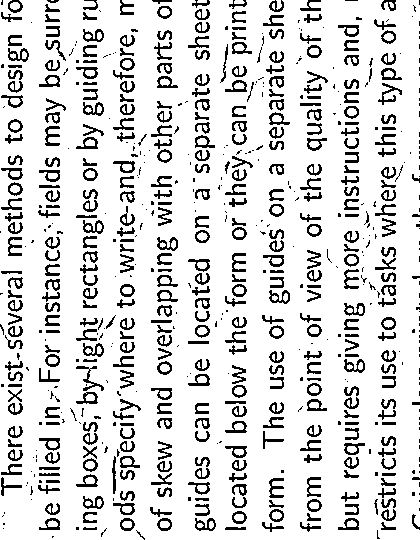 There exist several methods to design fo
be filled in. For instance, fields may be surro
ing boxes, by light rectangles or by guiding ru
ods specify where to write and, therefore, m
of skew and overlapping with other parts of
guides can be located on a separate sheet
located below the form or they can be print
form. The use of guides on a separate she
from the point of view of the quality of th
but requires giving more instructions and,
restricts its use to tasks where this type of a